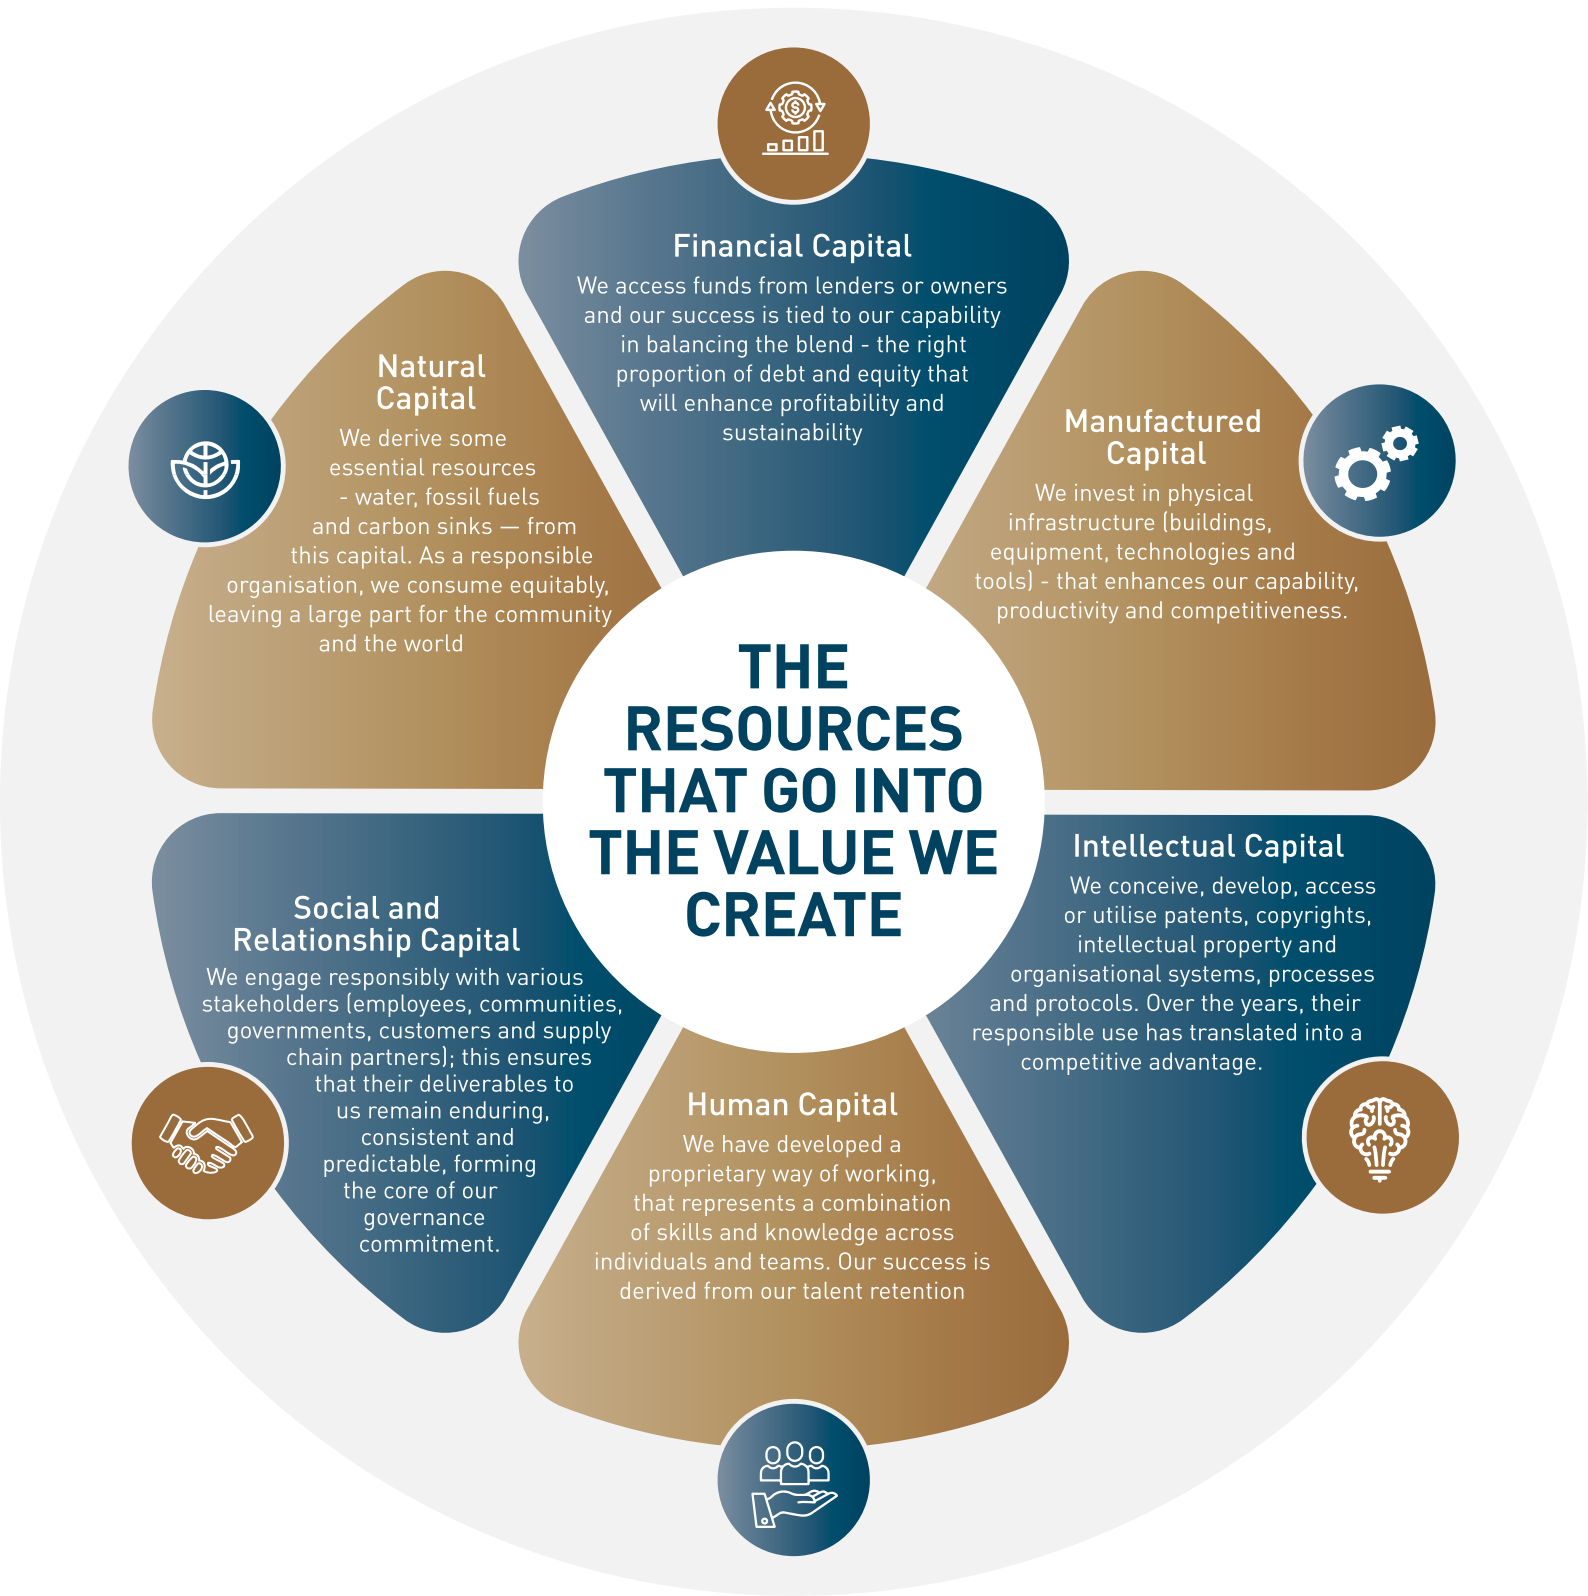 Financial Capital
We access funds from lenders or owners
and our success is tied to our capability
in balancing the blend - the right
proportion of debt and equity that
will enhance profitability and
sustainability
Manufactured
Capital
We invest in physical
infrastructure (buildings,
equipment, technologies and
tools) - that enhances our capability,
productivity and competitiveness.
Intellectual Capital
We conceive, develop, access
or utilise patents, copyrights,
intellectual property and
organisational systems, processes
and protocols. Over the years, their
responsible use has translated into a
competitive advantage.
Human Capital
We have developed a
proprietary way of working,
that represents a combination
of skills and knowledge across
individuals and teams. Our success is
derived from our talent retention
Social and
Relationship Capital
We engage responsibly with various
stakeholders (employees, communities,
governments, customers and supply
chain partners); this ensures
that their deliverables to
us remain enduring,
consistent and
predictable, forming
the core of our
governance
commitment.
Natural
Capital
We derive some
essential resources
- water, fossil fuels
and carbon sinks — from
this capital. As a responsible
organisation, we consume equitably,
leaving a large part for the community
and the world
THE
RESOURCES
THAT GO INTO
THE VALUE WE
CREATE
$